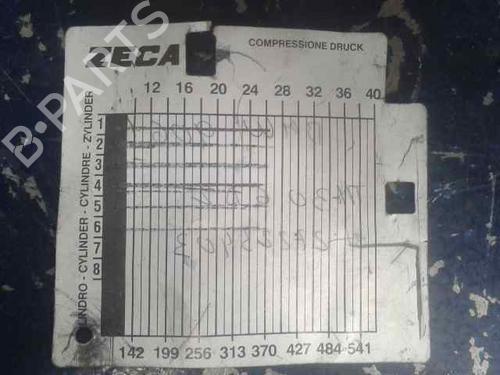 ZECA
COMPRESSIONE DRUCK
12 16 20 24 28 32 36 40
1
2
3
4
5
6
7
8
LINDRO - CYLINDER - CYLINDRE - ZYLINDER
142 199 256 313 370 427 484 541
B-PARTS